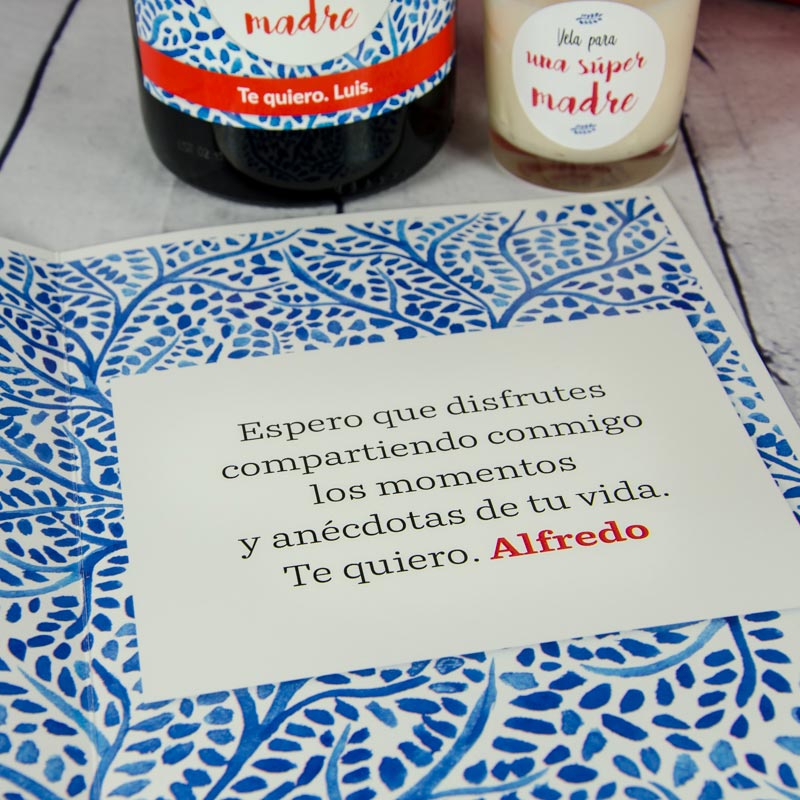 madre
Te quiero. Luis.
Vela para
una súper
madre
Espero que disfrutes
compartiendo conmigo
los momentos
y anécdotas de tu vida.
Te quiero. Alfredo